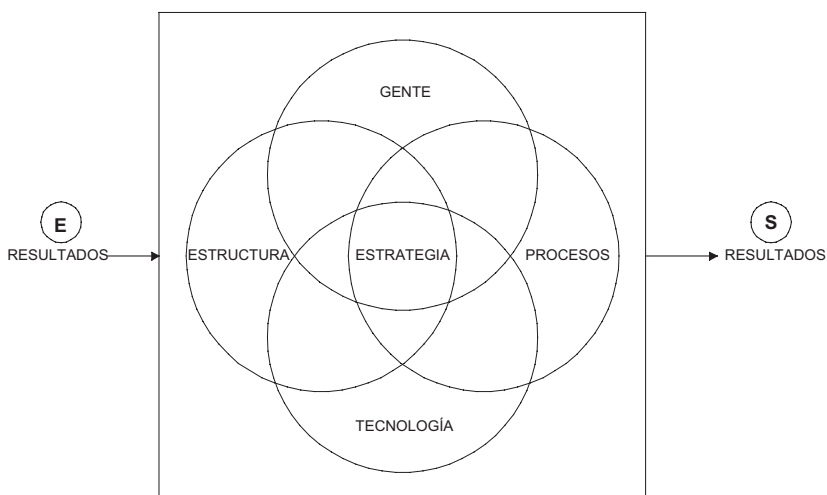 GENTE
E
S
RESULTADOS
ESTRUCTURA
ESTRATEGIA
PROCESOS
RESULTADOS
TECNOLOGÍA